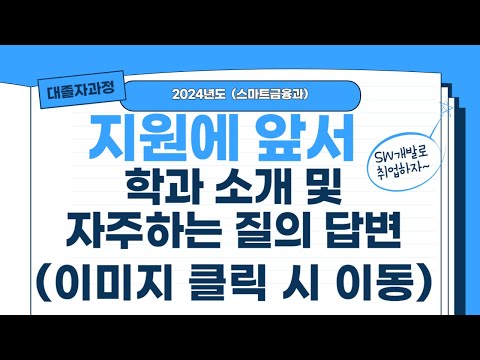 대졸자과정
2024년도 (스마트금융과)
지원에 앞서
SW개발로
취업하자~
학과 소개 및
자주하는 질의 답변
(이미지 클릭 시 이동)